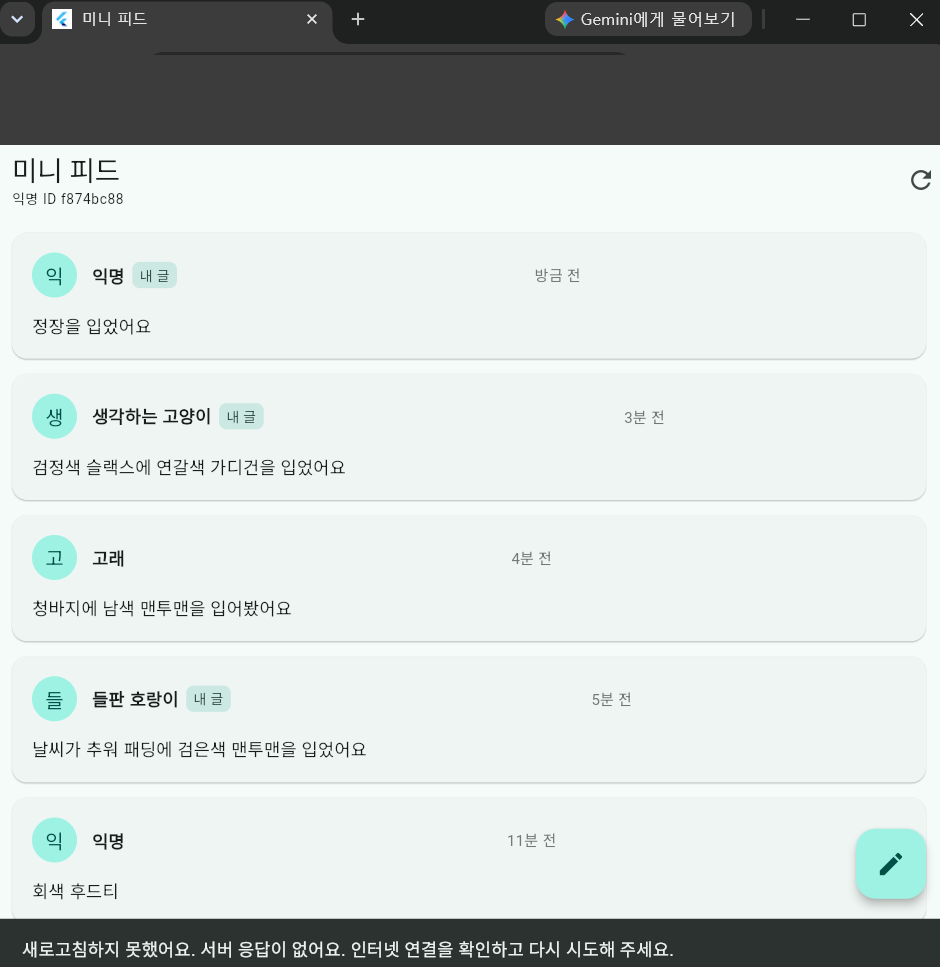 미니 피드
Gemini에게 물어보기
미니 피드
익명 ID f874bc88
익
익명
내 글
방금 전
정장을 입었어요
생
생각하는 고양이
내 글
3분 전
검정색 슬랙스에 연갈색 가디건을 입었어요
고
고래
4분 전
청바지에 남색 맨투맨을 입어봤어요
들
들판 호랑이
내 글
5분 전
날씨가 추워 패딩에 검은색 맨투맨을 입었어요
익
익명
11분 전
회색 후드티
새로고침하지 못했어요. 서버 응답이 없어요. 인터넷 연결을 확인하고 다시 시도해 주세요.